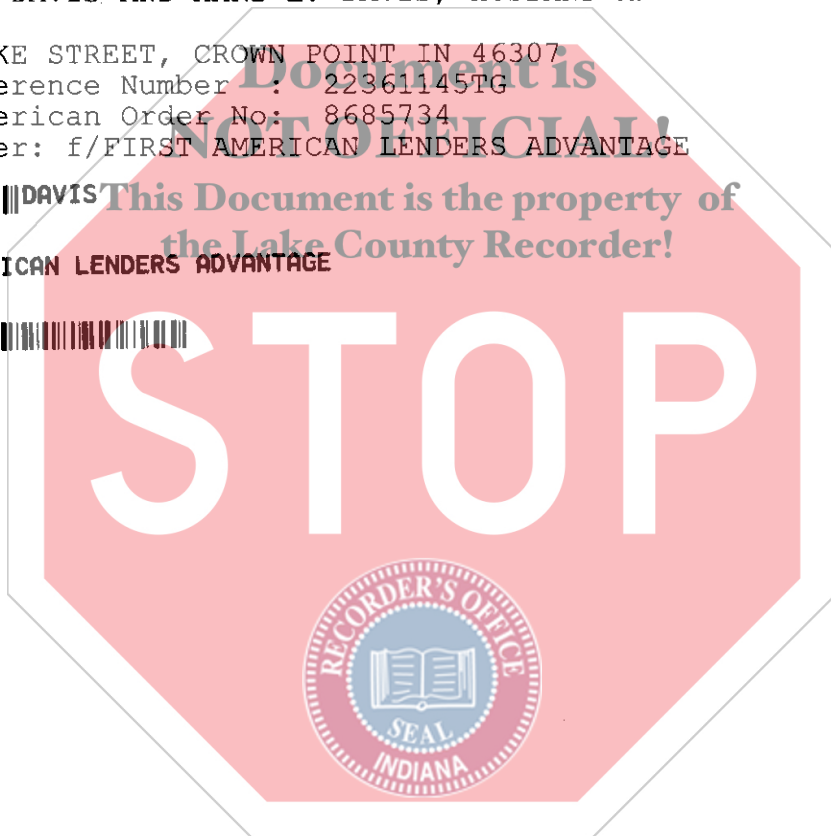 DAVIS AND
KE STREET, CROWN POINT IN 46307
erence Number : 22361145TG
erican Order No: 8685734
er: f/FIRST AMERICAN LENDERS ADVANTAGE
DAVIS
ICAN LENDERS ADVANTAGE
Document is
NOT OFFICIAL!
This Document is the property of
the Lake County Recorder!
STOP
RECORDER'S OFFICE
SEAL
INDIANA